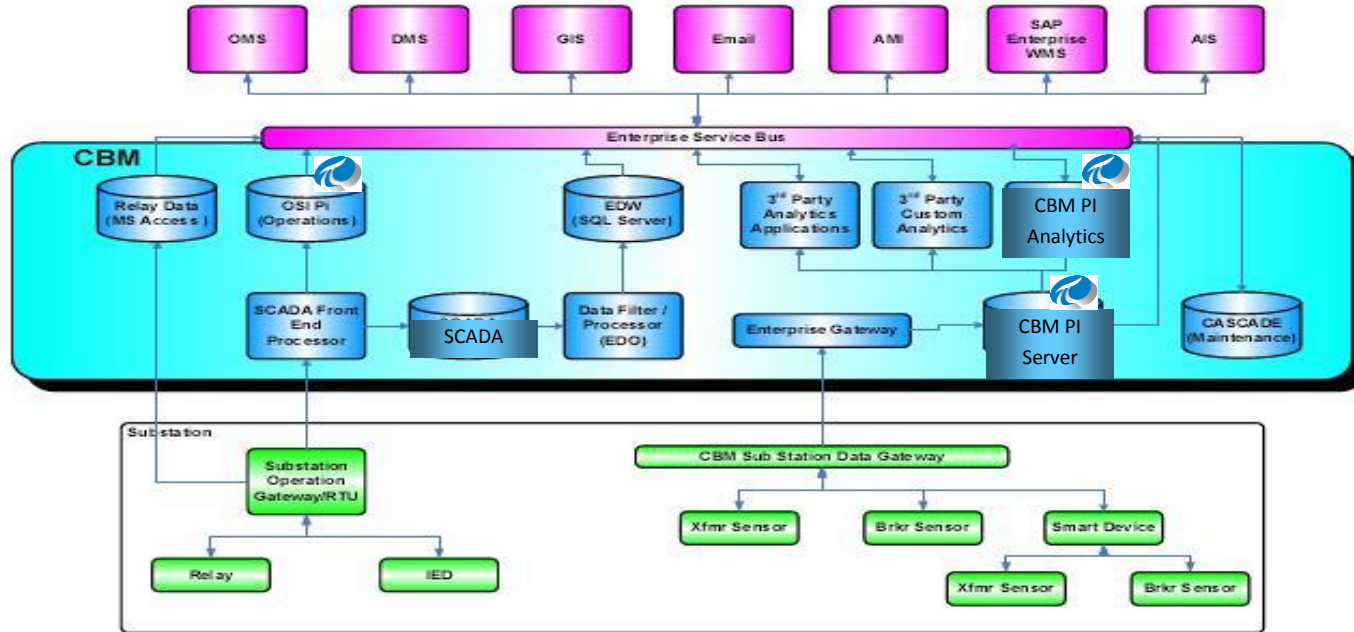 OMS
DMS
GIS
Email
AMI
SAP
Enterprise
WMS
AIS
Enterprise Service Bus
CBM
Relay Data
(MS Access )
OSI Pi
(Operations)
EDW
(SQL Server)
3rd Party
Analytics
Applications
3rd Party
Custom
Analytics
CBM PI
Analytics
SCADA Front
End
Processor
SCADA
Data Filter /
Processor
(EDO)
Enterprise Gateway
CBM PI
Server
CASCADE
(Maintenance)
Substation
Substation
Operation
Gateway/RTU
CBM Sub Station Data Gateway
Xfmr Sensor
Brkr Sensor
Smart Device
Relay
IED
Xfmr Sensor
Brkr Sensor